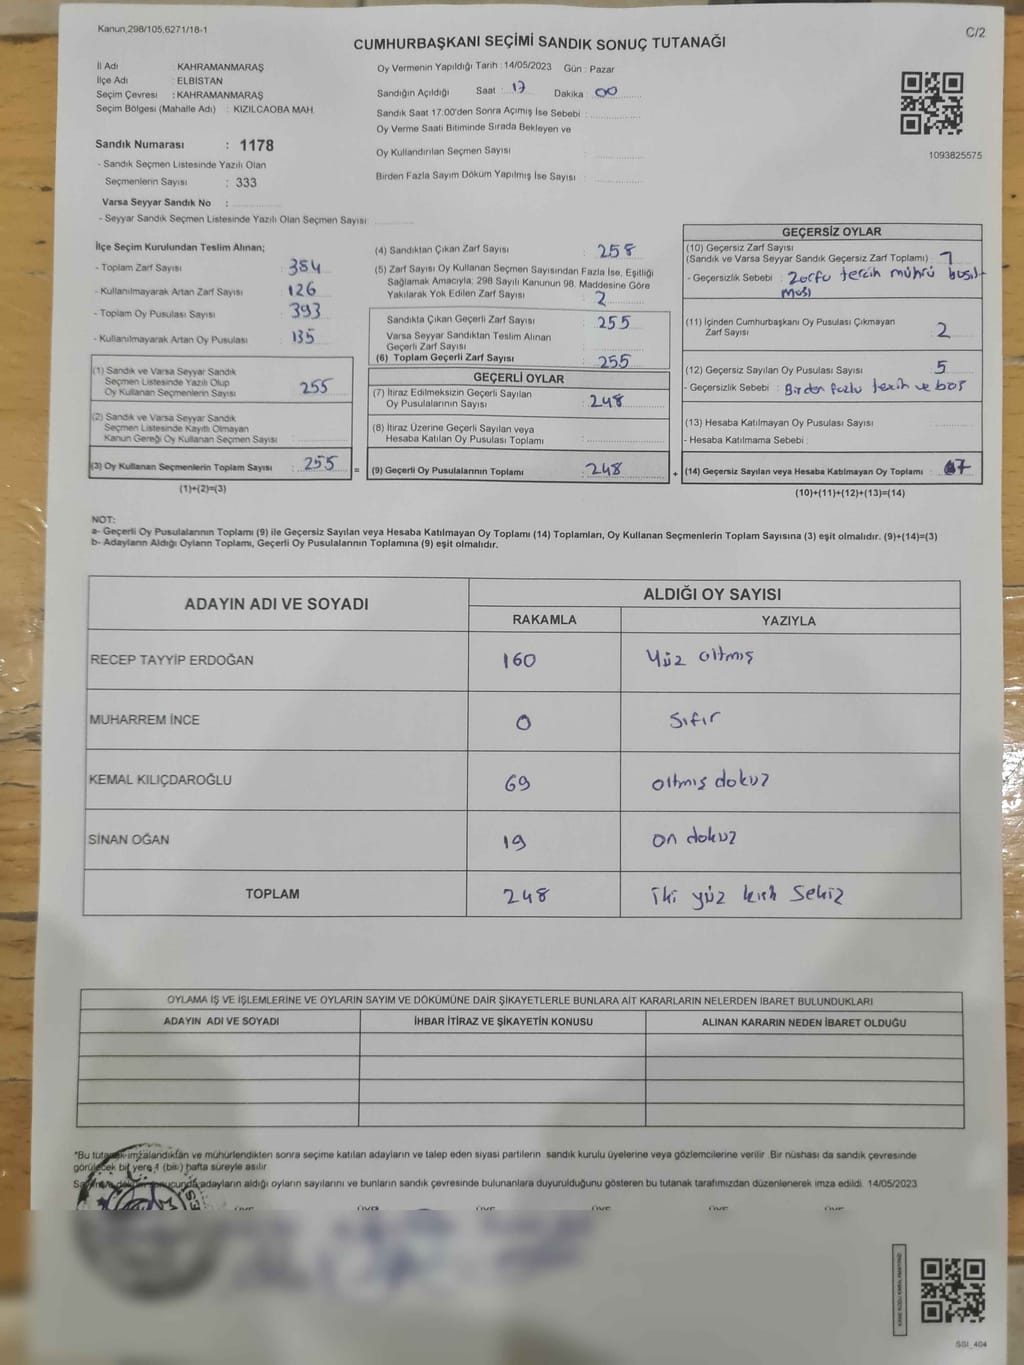 Kanun,298/105,6271/18-1
C/2
CUMHURBAŞKANI SEÇİMİ SANDIK SONUÇ TUTANAĞI
İl Adı : KAHRAMANMARAŞ
İlçe Adı : ELBİSTAN
Seçim Çevresi : KAHRAMANMARAŞ
Seçim Bölgesi (Mahalle Adı) : KIZILCAOBA MAH.
Sandık Numarası : 1178
- Sandık Seçmen Listesinde Yazılı Olan
Seçmenlerin Sayısı : 333
Varsa Seyyar Sandık No :
- Seyyar Sandık Seçmen Listesinde Yazılı Olan Seçmen Sayısı:
Oy Vermenin Yapıldığı Tarih : 14/05/2023 Gün : Pazar
Sandığın Açıldığı Saat : 17 Dakika : 00
Sandık Saat 17:00'den Sonra Açımış İse Sebebi :
Oy Verme Saati Bitiminde Sırada Bekleyen ve
Oy Kullandırılan Seçmen Sayısı :
Birden Fazla Sayım Döküm Yapılmış İse Sayısı :
1093825575
İlçe Seçim Kurulundan Teslim Alınan;
- Toplam Zarf Sayısı : 384
- Kullanılmayarak Artan Zarf Sayısı : 126
- Toplam Oy Pusulası Sayısı : 393
- Kullanılmayarak Artan Oy Pusulası : 135
(1) Sandık ve Varsa Seyyar Sandık
Seçmen Listesinde Yazılı Olup
Oy Kullanan Seçmenlerin Sayısı : 255
(2) Sandık ve Varsa Seyyar Sandık
Seçmen Listesinde Kayıtlı Olmayan
Kanun Gereği Oy Kullanan Seçmen Sayısı :
(3) Oy Kullanan Seçmenlerin Toplam Sayısı : 255
(1)+(2)=(3)
(4) Sandıktan Çıkan Zarf Sayısı : 258
(5) Zarf Sayısı Oy Kullanan Seçmen Sayısından Fazla İse, Eşitliği
Sağlamak Amacıyla; 298 Sayılı Kanunun 98. Maddesine Göre
Yakılarak Yok Edilen Zarf Sayısı : 2
Sandıkta Çıkan Geçerli Zarf Sayısı : 255
Varsa Seyyar Sandıktan Teslim Alınan
Geçerli Zarf Sayısı
(6) Toplam Geçerli Zarf Sayısı : 255
GEÇERLİ OYLAR
(7) İtiraz Edilmeksizin Geçerli Sayılan
Oy Pusulalarının Sayısı : 248
(8) İtiraz Üzerine Geçerli Sayılan veya
Hesaba Katılan Oy Pusulası Toplamı :
= (9) Geçerli Oy Pusulalarının Toplamı : 248 +
GEÇERSİZ OYLAR
(10) Geçersiz Zarf Sayısı
(Sandık ve Varsa Seyyar Sandık Geçersiz Zarf Toplamı) :
- Geçersizlik Sebebi : Zarfa tercih mührü basıl-
ması
(11) İçinden Cumhurbaşkanı Oy Pusulası Çıkmayan
Zarf Sayısı : 2
(12) Geçersiz Sayılan Oy Pusulası Sayısı : 5
- Geçersizlik Sebebi : Birden fazla tercih ve boş
(13) Hesaba Katılmayan Oy Pusulası Sayısı :
- Hesaba Katılmama Sebebi :
(14) Geçersiz Sayılan veya Hesaba Katılmayan Oy Toplamı : 7
(10)+(11)+(12)+(13)=(14)
NOT:
a- Geçerli Oy Pusulalarının Toplamı (9) ile Geçersiz Sayılan veya Hesaba Katılmayan Oy Toplamı (14) Toplamları, Oy Kullanan Seçmenlerin Toplam Sayısına (3) eşit olmalıdır. (9)+(14)=(3)
b- Adayların Aldığı Oyların Toplamı, Geçerli Oy Pusulalarının Toplamına (9) eşit olmalıdır.
ADAYIN ADI VE SOYADI
ALDIĞI OY SAYISI
RAKAMLA YAZIYLA
RECEP TAYYİP ERDOĞAN 160 Yüz altmış
MUHARREM İNCE 0 Sıfır
KEMAL KILIÇDAROĞLU 69 altmış dokuz
SİNAN OĞAN 19 on dokuz
TOPLAM 248 iki yüz kırk Sekiz
OYLAMA İŞ VE İŞLEMLERİNE VE OYLARIN SAYIM VE DÖKÜMÜNE DAİR ŞİKAYETLERLE BUNLARA AİT KARARLARIN NELERDEN İBARET BULUNDUKLARI
ADAYIN ADI VE SOYADI İHBAR İTİRAZ VE ŞİKAYETİN KONUSU ALINAN KARARIN NEDEN İBARET OLDUĞU
*Bu tutanak imzalandıktan ve mühürlendikten sonra seçime katılan adayların ve talep eden siyasi partilerin sandık kurulu üyelerine veya gözlemcilerine verilir .Bir nüshası da sandık çevresinde
görülecek bir yere 1 (bir) hafta süreyle asılır.
Sayım ve döküm sonucunda adayların aldığı oyların sayılarını ve bunların sandık çevresinde bulunanlara duyurulduğunu gösteren bu tutanak tarafımızdan düzenlenerek imza edildi. 14/05/2023